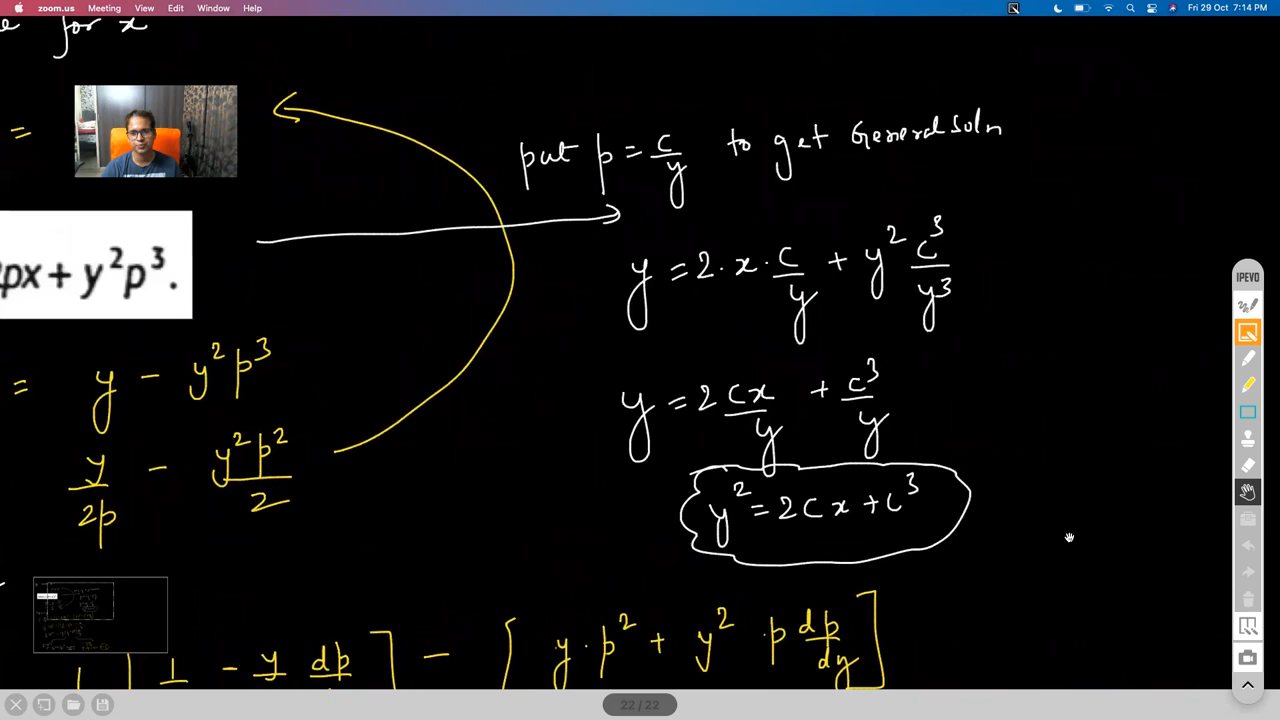 zoom.us Meeting View Edit Window Help Fri 29 Oct 7:14 PM
e for x
=
put p = c/y to get General Soln
2px + y²p³.
y = 2·x·c/y + y² c³/y³
= y − y²p³
y = 2cx/y + c³/y
y/2p − y²p²/2
y² = 2cx + c³
1 [ 1 − y dp ] − [ y·p² + y²·p dp/dy ]
IPEVO
22 / 22